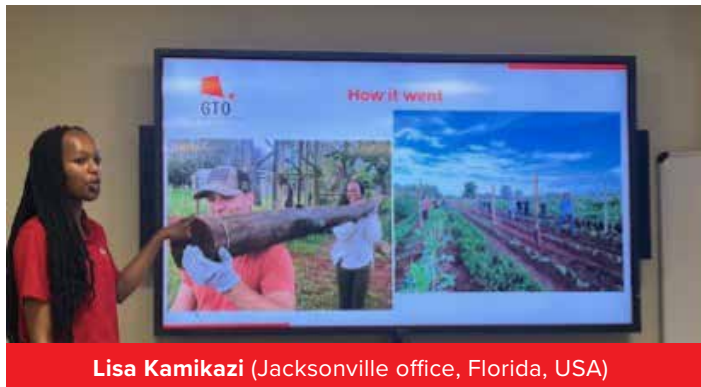 GTO
How it went
Lisa Kamikazi (Jacksonville office, Florida, USA)